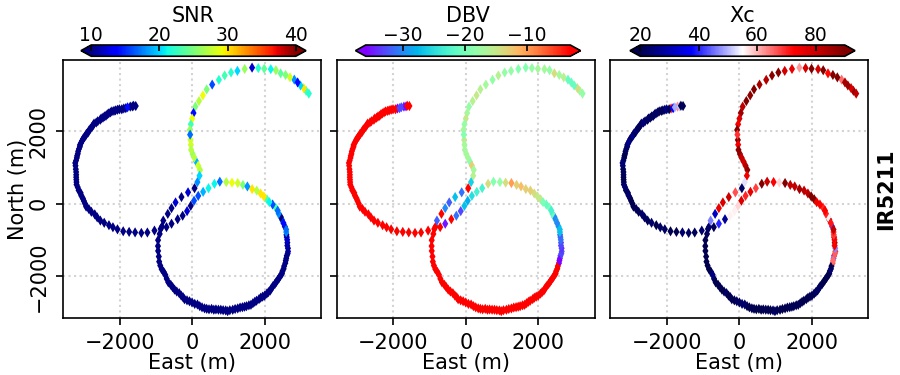 SNR DBV Xc
10 20 30 40 −30 −20 −10 20 40 60 80
North (m)
2000
0
−2000
IR5211
−2000 0 2000 −2000 0 2000 −2000 0 2000
East (m) East (m) East (m)